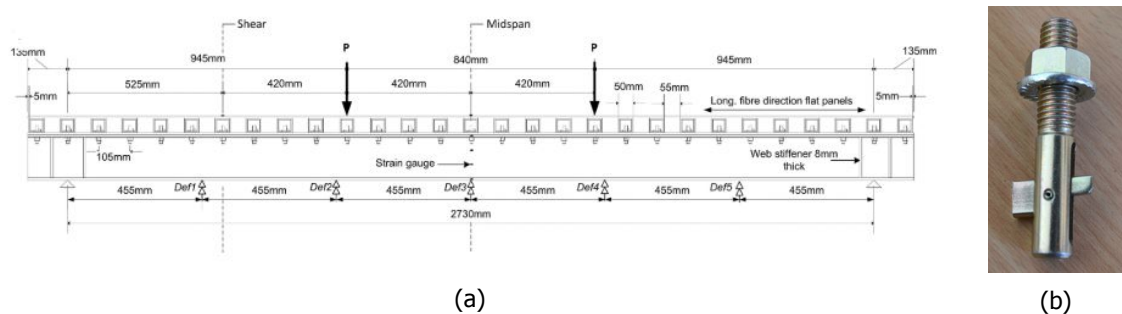 Shear
Midspan
135mm
945mm
P
840mm
P
945mm
135mm
525mm
420mm
420mm
420mm
50mm
55mm
5mm
Long. fibre direction flat panels
5mm
105mm
Strain gauge
Web stiffener 8mm
thick
455mm
Def1
455mm
Def2
455mm
Def3
455mm
Def4
455mm
Def5
455mm
2730mm
(a)
(b)